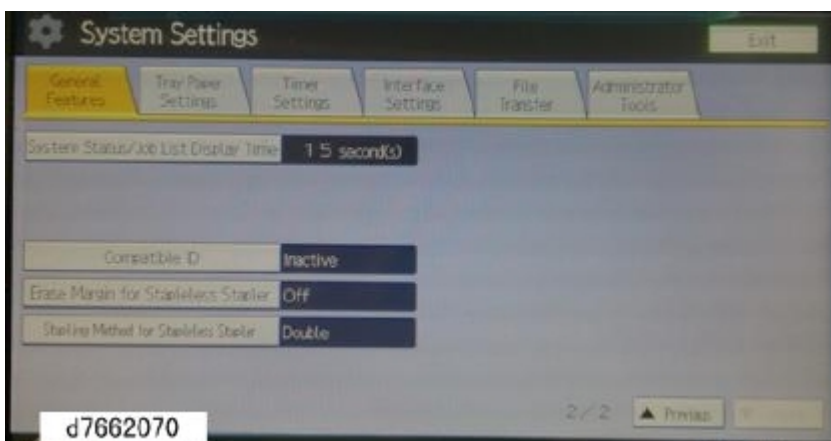 System Settings
Exit
General Features
Tray Paper Settings
Timer Settings
Interface Settings
File Transfer
Administrator Tools
System Status/Job List Display Time
15 second(s)
Compatible ID
Inactive
Erase Margin for Stapleless Stapler
Off
Stapling Method for Stapleless Stapler
Double
2/2
▲ Previous
d7662070